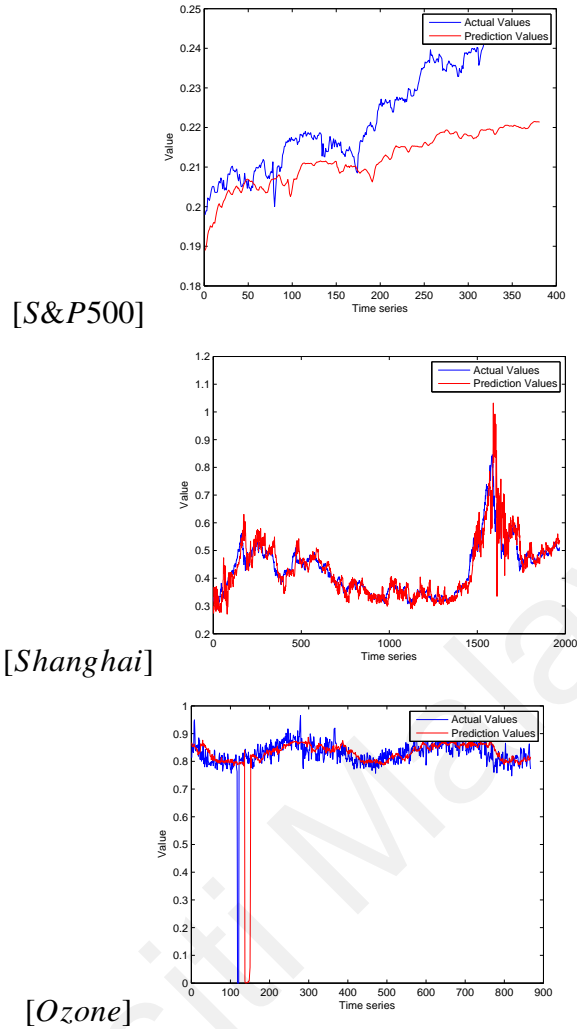 0.25
Actual Values
Prediction Values
0.24
0.23
0.22
0.21
0.2
0.19
0.18
Value
0 50 100 150 200 250 300 350 400
Time series
[S&P500]
1.2
Actual Values
Prediction Values
1.1
1
0.9
0.8
0.7
0.6
0.5
0.4
0.3
0.2
Value
0 500 1000 1500 2000
Time series
[Shanghai]
1
Actual Values
Prediction Values
0.9
0.8
0.7
0.6
0.5
0.4
0.3
0.2
0.1
0
Value
0 100 200 300 400 500 600 700 800 900
Time series
[Ozone]
siti Mala